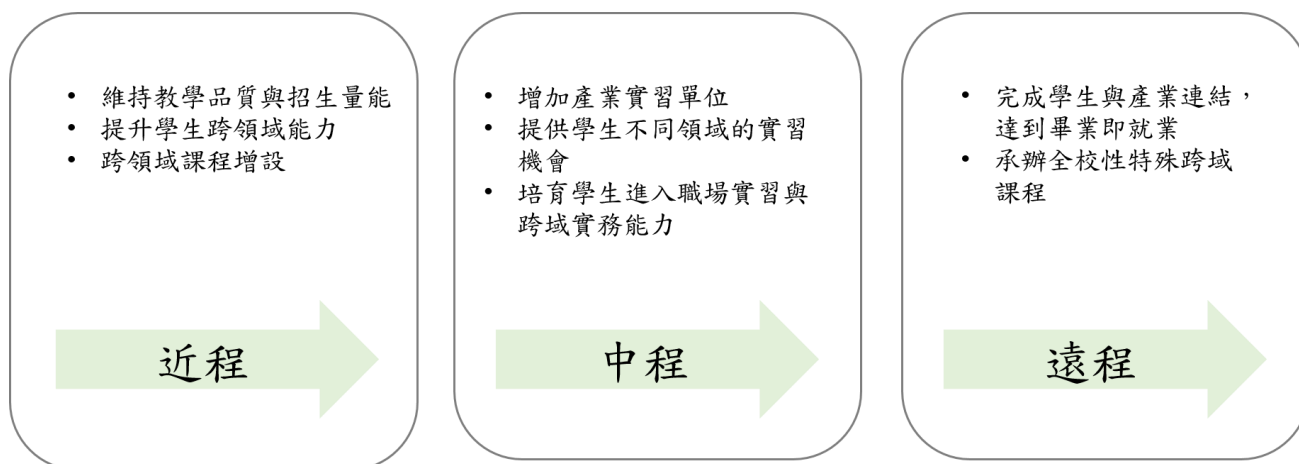 • 維持教學品質與招生量能
• 提升學生跨領域能力
• 跨領域課程增設
近程
• 增加產業實習單位
• 提供學生不同領域的實習
機會
• 培育學生進入職場實習與
跨域實務能力
中程
• 完成學生與產業連結，
達到畢業即就業
• 承辦全校性特殊跨域
課程
遠程